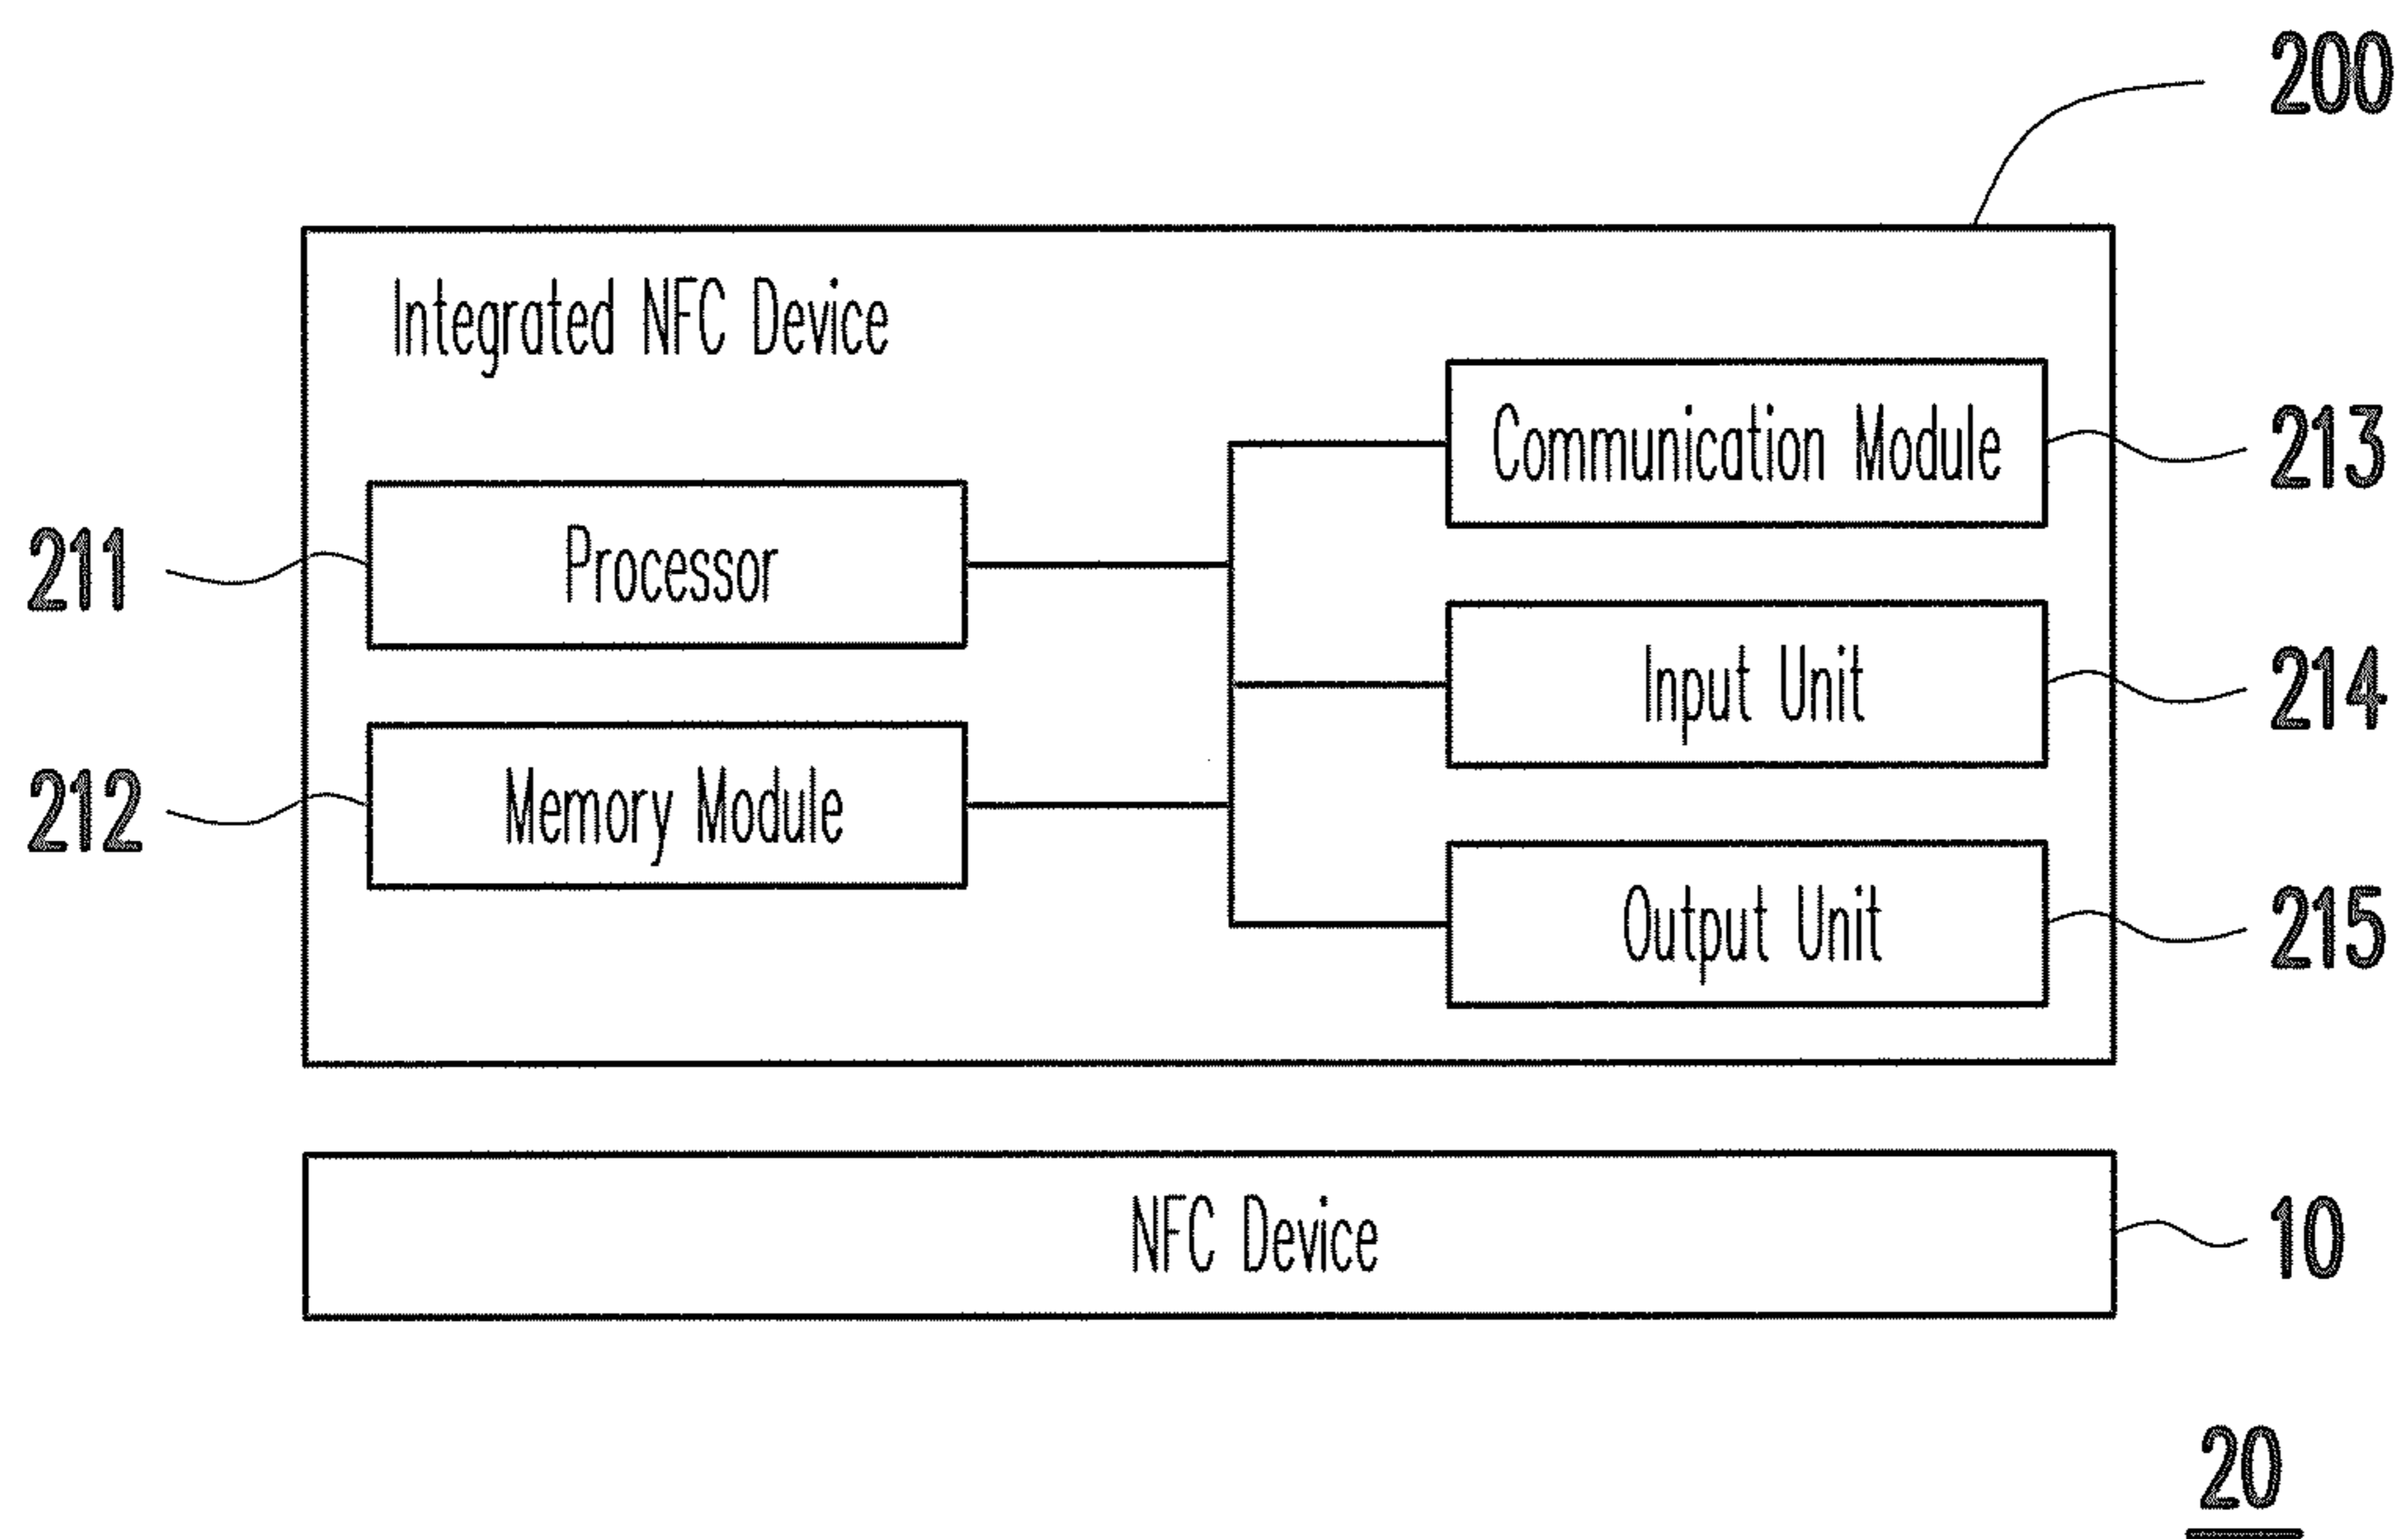 200
Integrated NFC Device
Communication Module
213
211
Processor
Input Unit
214
212
Memory Module
Output Unit
215
NFC Device
10
20